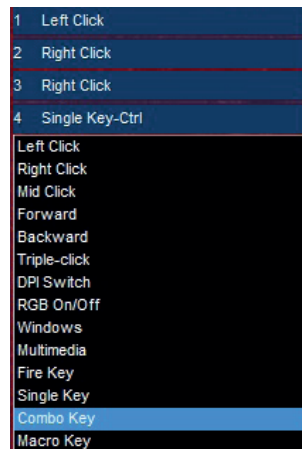 1 Left Click
2 Right Click
3 Right Click
4 Single Key-Ctrl
Left Click
Right Click
Mid Click
Forward
Backward
Triple-click
DPI Switch
RGB On/Off
Windows
Multimedia
Fire Key
Single Key
Combo Key
Macro Key